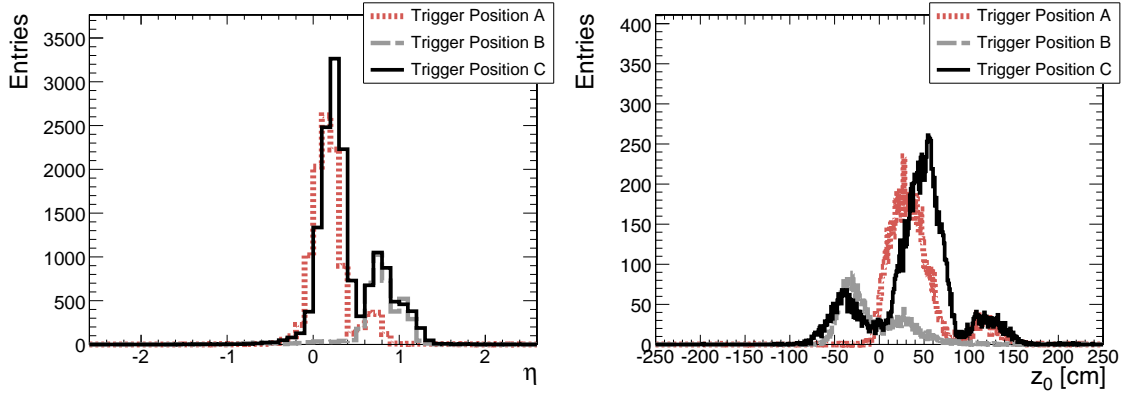 Entries
3500
3000
2500
2000
1500
1000
500
0
-2 -1 0 1 2
η
Trigger Position A
Trigger Position B
Trigger Position C
Entries
400
350
300
250
200
150
100
50
0
-250 -200 -150 -100 -50 0 50 100 150 200 250
z₀ [cm]
Trigger Position A
Trigger Position B
Trigger Position C